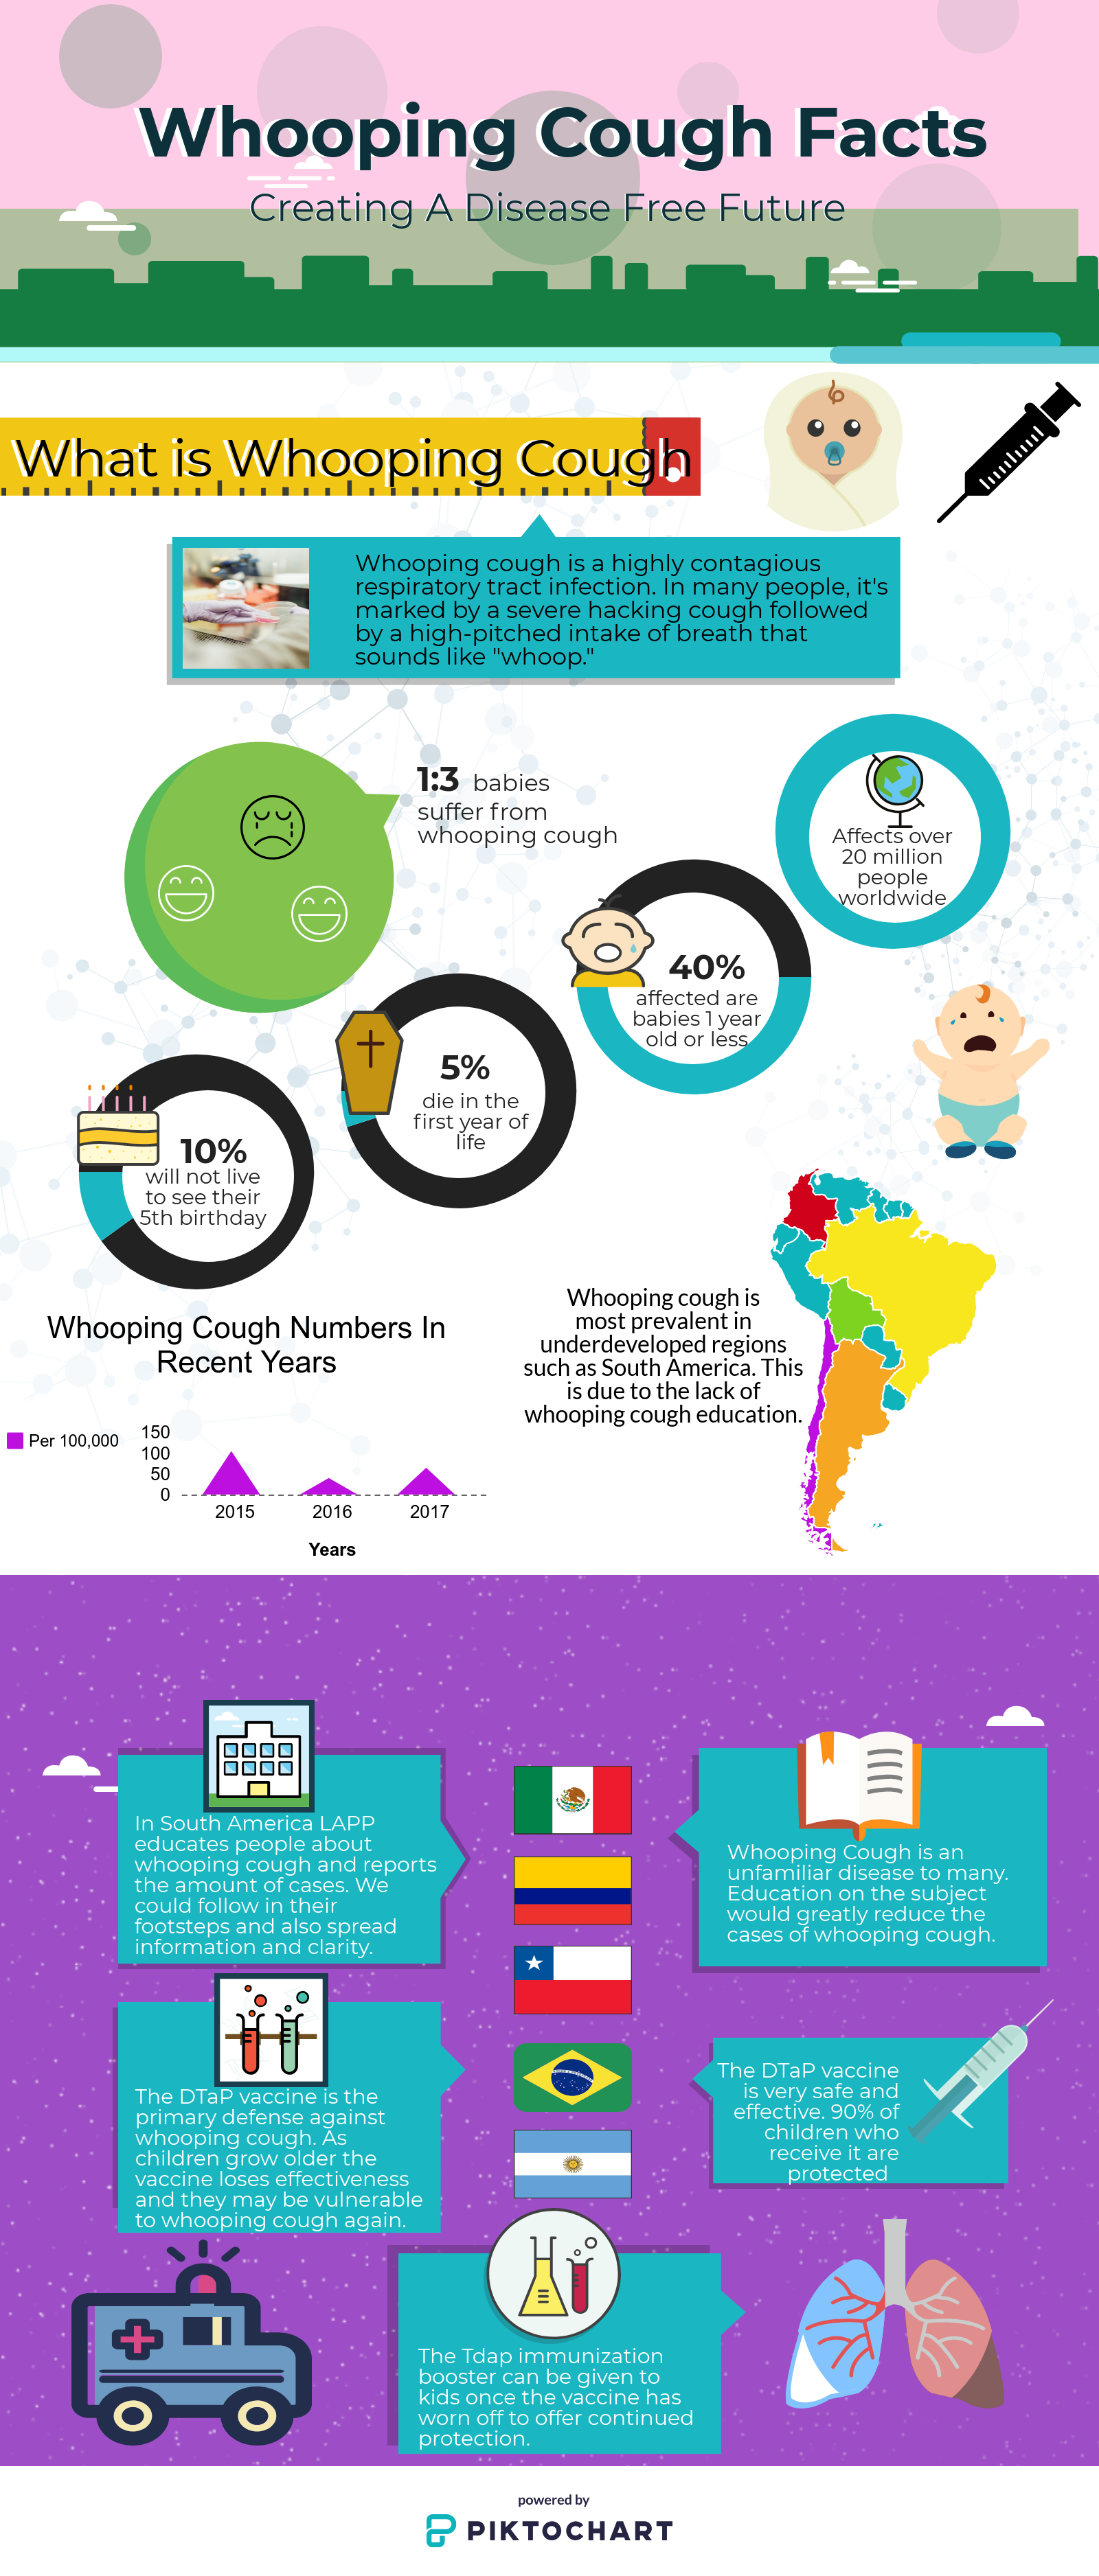 Whooping Cough Facts
Creating A Disease Free Future
What is Whooping Cough
Whooping cough is a highly contagious
respiratory tract infection. In many people, it's
marked by a severe hacking cough followed
by a high-pitched intake of breath that
sounds like "whoop."
1:3 babies
suffer from
whooping cough
Affects over
20 million
people
worldwide
40%
affected are
babies 1 year
old or less
5%
die in the
first year of
life
10%
will not live
to see their
5th birthday
Whooping Cough Numbers In
Recent Years
Per 100,000
150
100
50
0
2015 2016 2017
Years
Whooping cough is
most prevalent in
underdeveloped regions
such as South America. This
is due to the lack of
whooping cough education.
In South America LAPP
educates people about
whooping cough and reports
the amount of cases. We
could follow in their
footsteps and also spread
information and clarity.
Whooping Cough is an
unfamiliar disease to many.
Education on the subject
would greatly reduce the
cases of whooping cough.
The DTaP vaccine is the
primary defense against
whooping cough. As
children grow older the
vaccine loses effectiveness
and they may be vulnerable
to whooping cough again.
The DTaP vaccine
is very safe and
effective. 90% of
children who
receive it are
protected
The Tdap immunization
booster can be given to
kids once the vaccine has
worn off to offer continued
protection.
powered by
PIKTOCHART